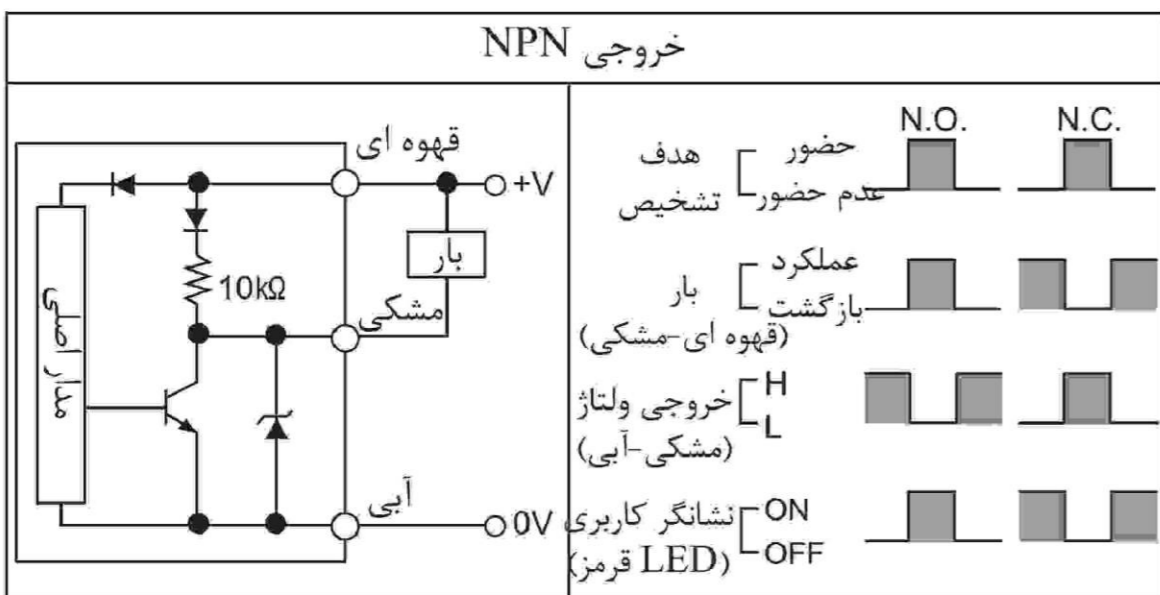 خروجی NPN
قهوه ای
+V
بار
10kΩ
مشکی
مدار اصلی
آبی
0V
N.O. N.C.
هدف تشخیص
حضور
عدم حضور
بار
(قهوه ای-مشکی)
عملکرد
بازگشت
خروجی ولتاژ
(مشکی-آبی)
H
L
نشانگر کاربری
(LED قرمز)
ON
OFF